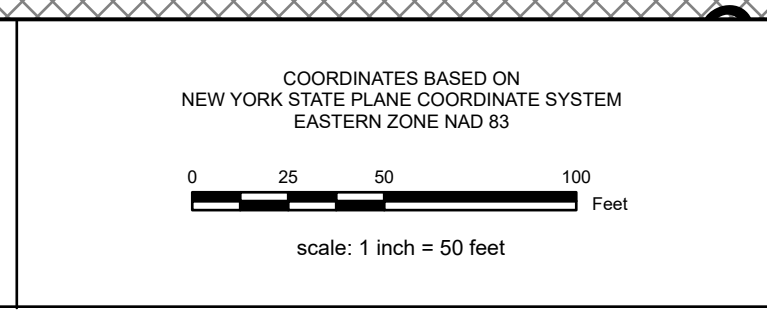 COORDINATES BASED ON
NEW YORK STATE PLANE COORDINATE SYSTEM
EASTERN ZONE NAD 83
0 25 50 100
Feet
scale: 1 inch = 50 feet